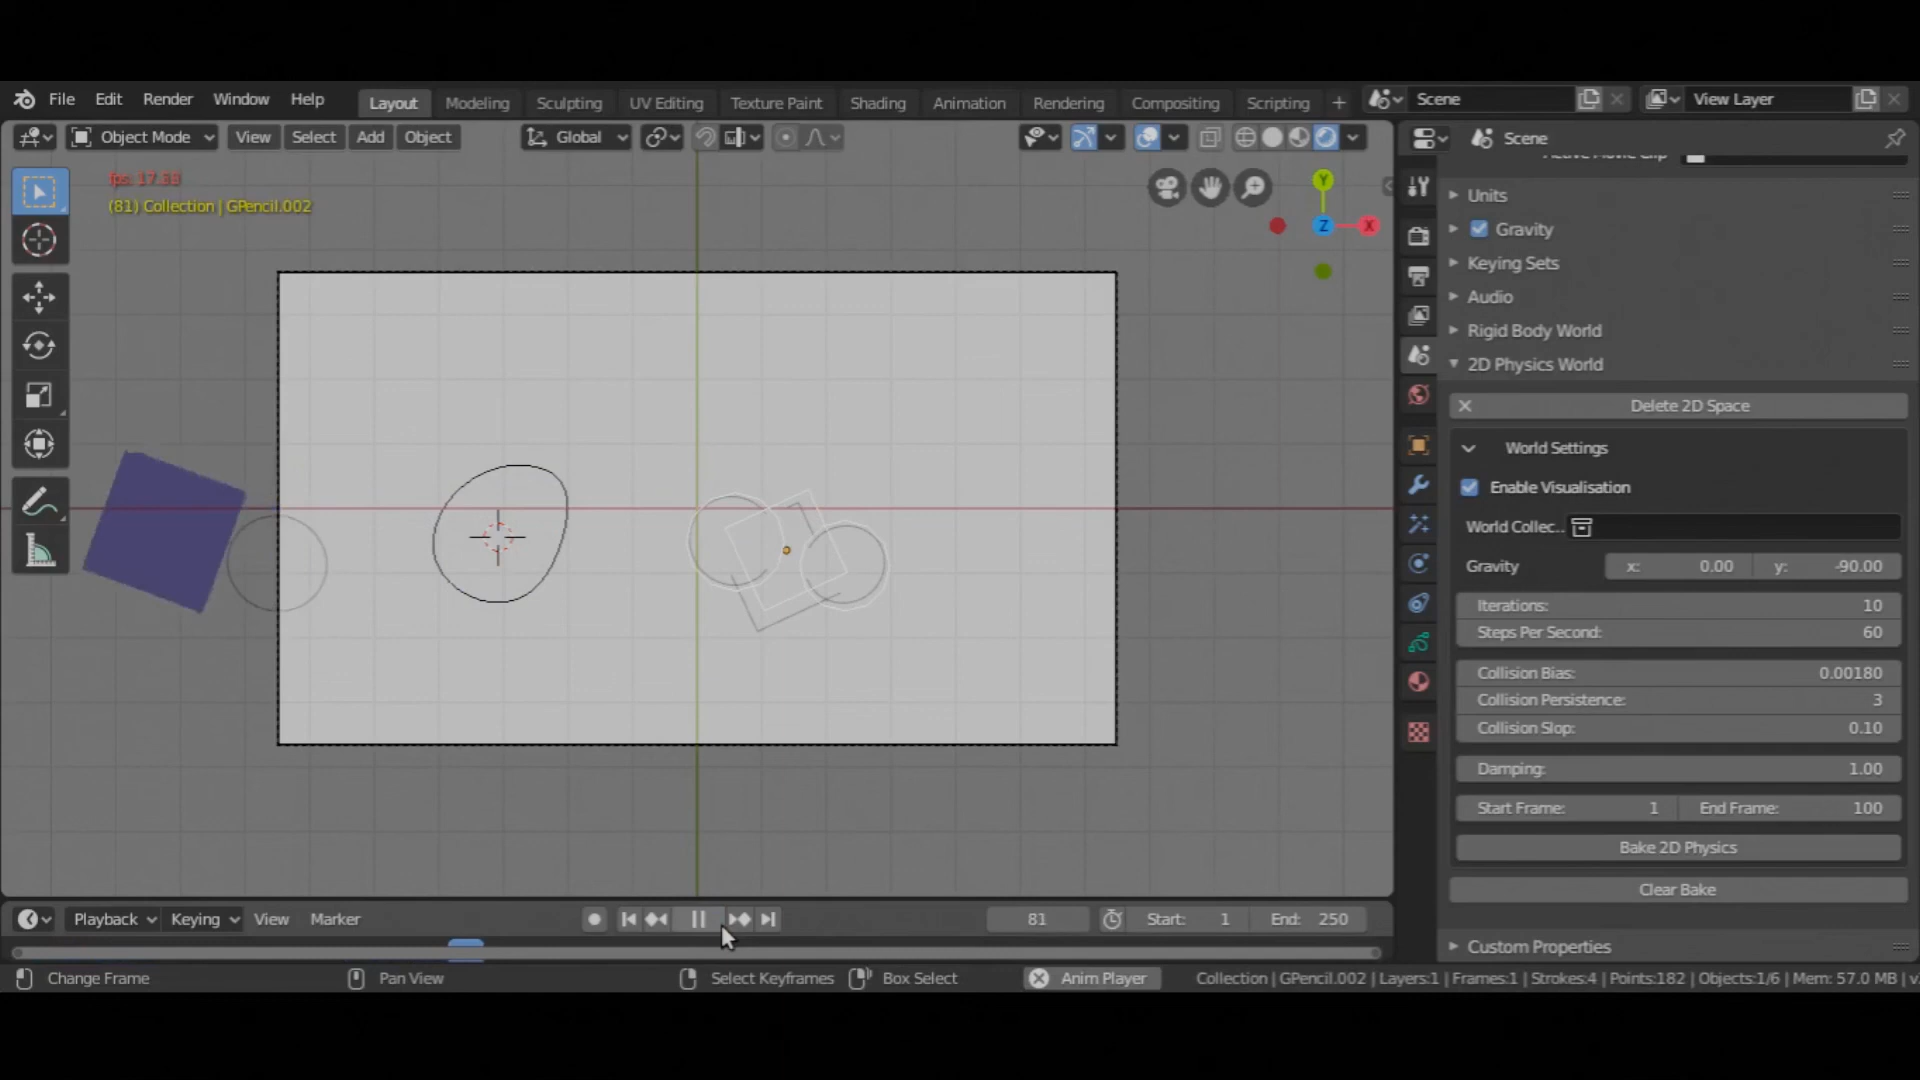 File Edit Render Window Help Layout Modeling Sculpting UV Editing Texture Paint Shading Animation Rendering Compositing Scripting + Scene View Layer
Object Mode View Select Add Object Global Scene
fps: 17.
(81) Collection | GPencil.002
Y
Z X
Active Movie Clip
Units
Gravity
Keying Sets
Audio
Rigid Body World
2D Physics World
Delete 2D Space
World Settings
Enable Visualisation
World Collec..
Gravity x: 0.00 y: -90.00
Iterations: 10
Steps Per Second: 60
Collision Bias: 0.00180
Collision Persistence: 3
Collision Slop: 0.10
Damping: 1.00
Start Frame: 1 End Frame: 100
Bake 2D Physics
Clear Bake
Custom Properties
Playback Keying View Marker 81 Start: 1 End: 250
Change Frame Pan View Select Keyframes Box Select Anim Player Collection | GPencil.002 | Layers:1 | Frames:1 | Strokes:4 | Points:182 | Objects:1/6 | Mem: 57.0 MB | v